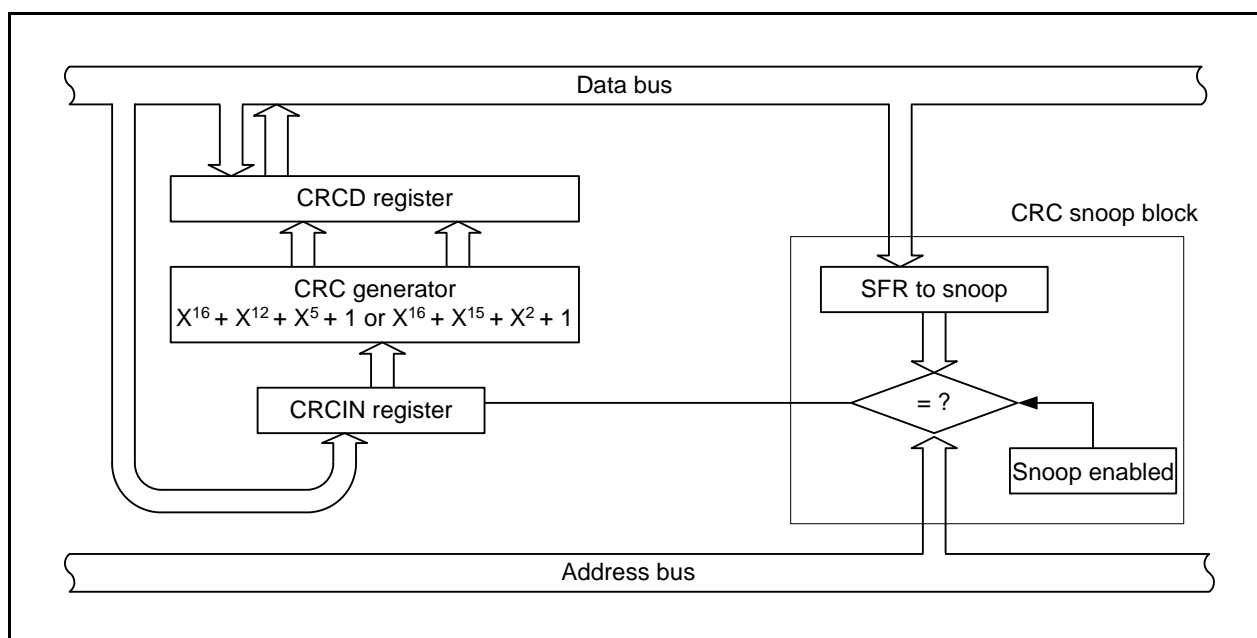 Data bus
CRCD register
CRC snoop block
CRC generator
X¹⁶ + X¹² + X⁵ + 1 or X¹⁶ + X¹⁵ + X² + 1
SFR to snoop
CRCIN register
= ?
Snoop enabled
Address bus